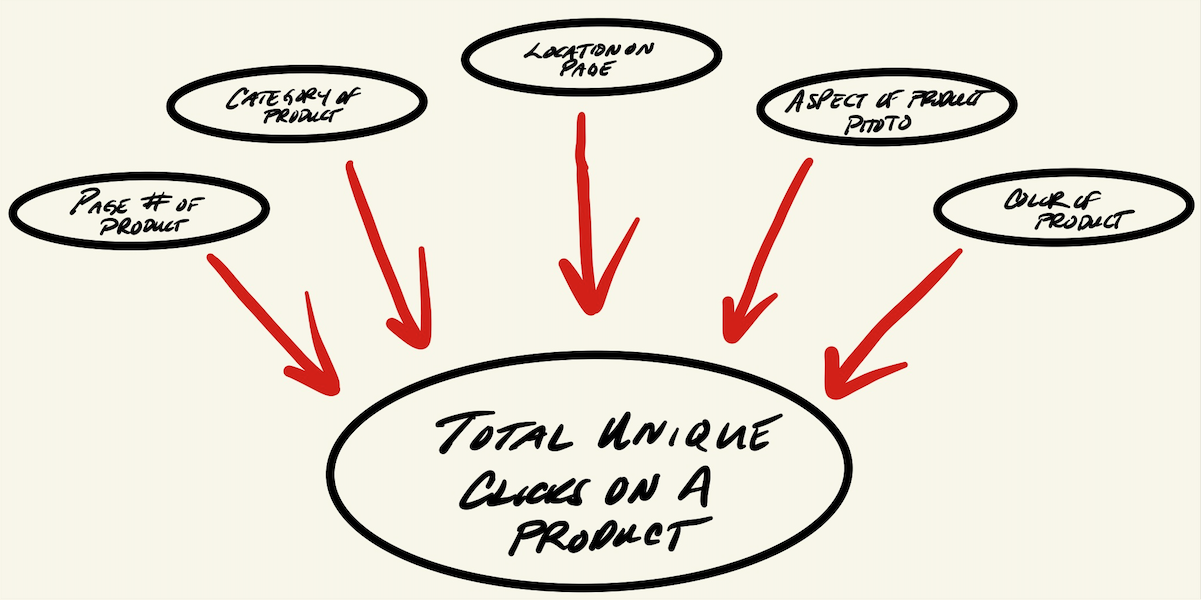 LOCATION ON
PAGE
CATEGORY OF
PRODUCT
ASPECT OF PRODUCT
PHOTO
PAGE # OF
PRODUCT
COLOR OF
PRODUCT
TOTAL UNIQUE
CLICKS ON A
PRODUCT